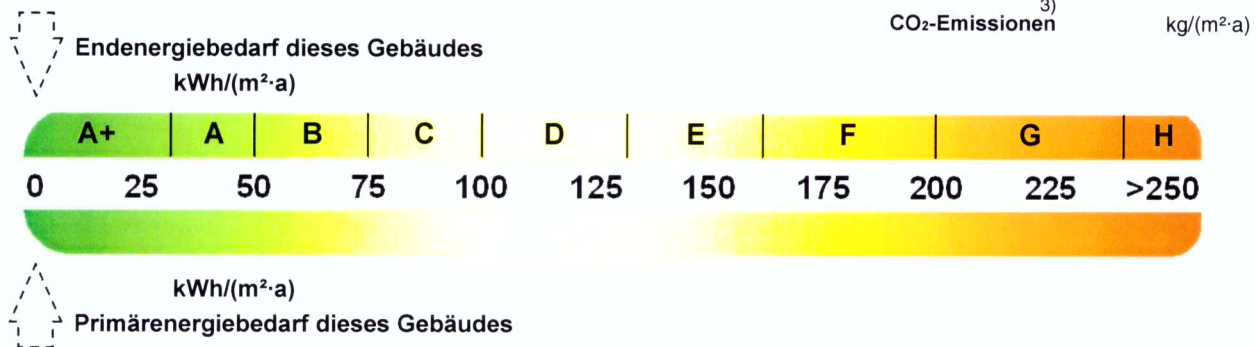 CO₂-Emissionen 3) kg/(m²·a)
Endenergiebedarf dieses Gebäudes
kWh/(m²·a)
A+ A B C D E F G H
0 25 50 75 100 125 150 175 200 225 >250
kWh/(m²·a)
Primärenergiebedarf dieses Gebäudes